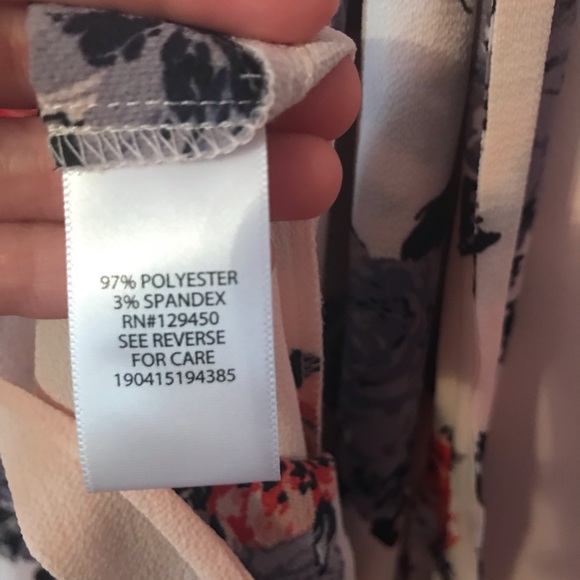 97% POLYESTER
3% SPANDEX
RN#129450
SEE REVERSE
FOR CARE
190415194385